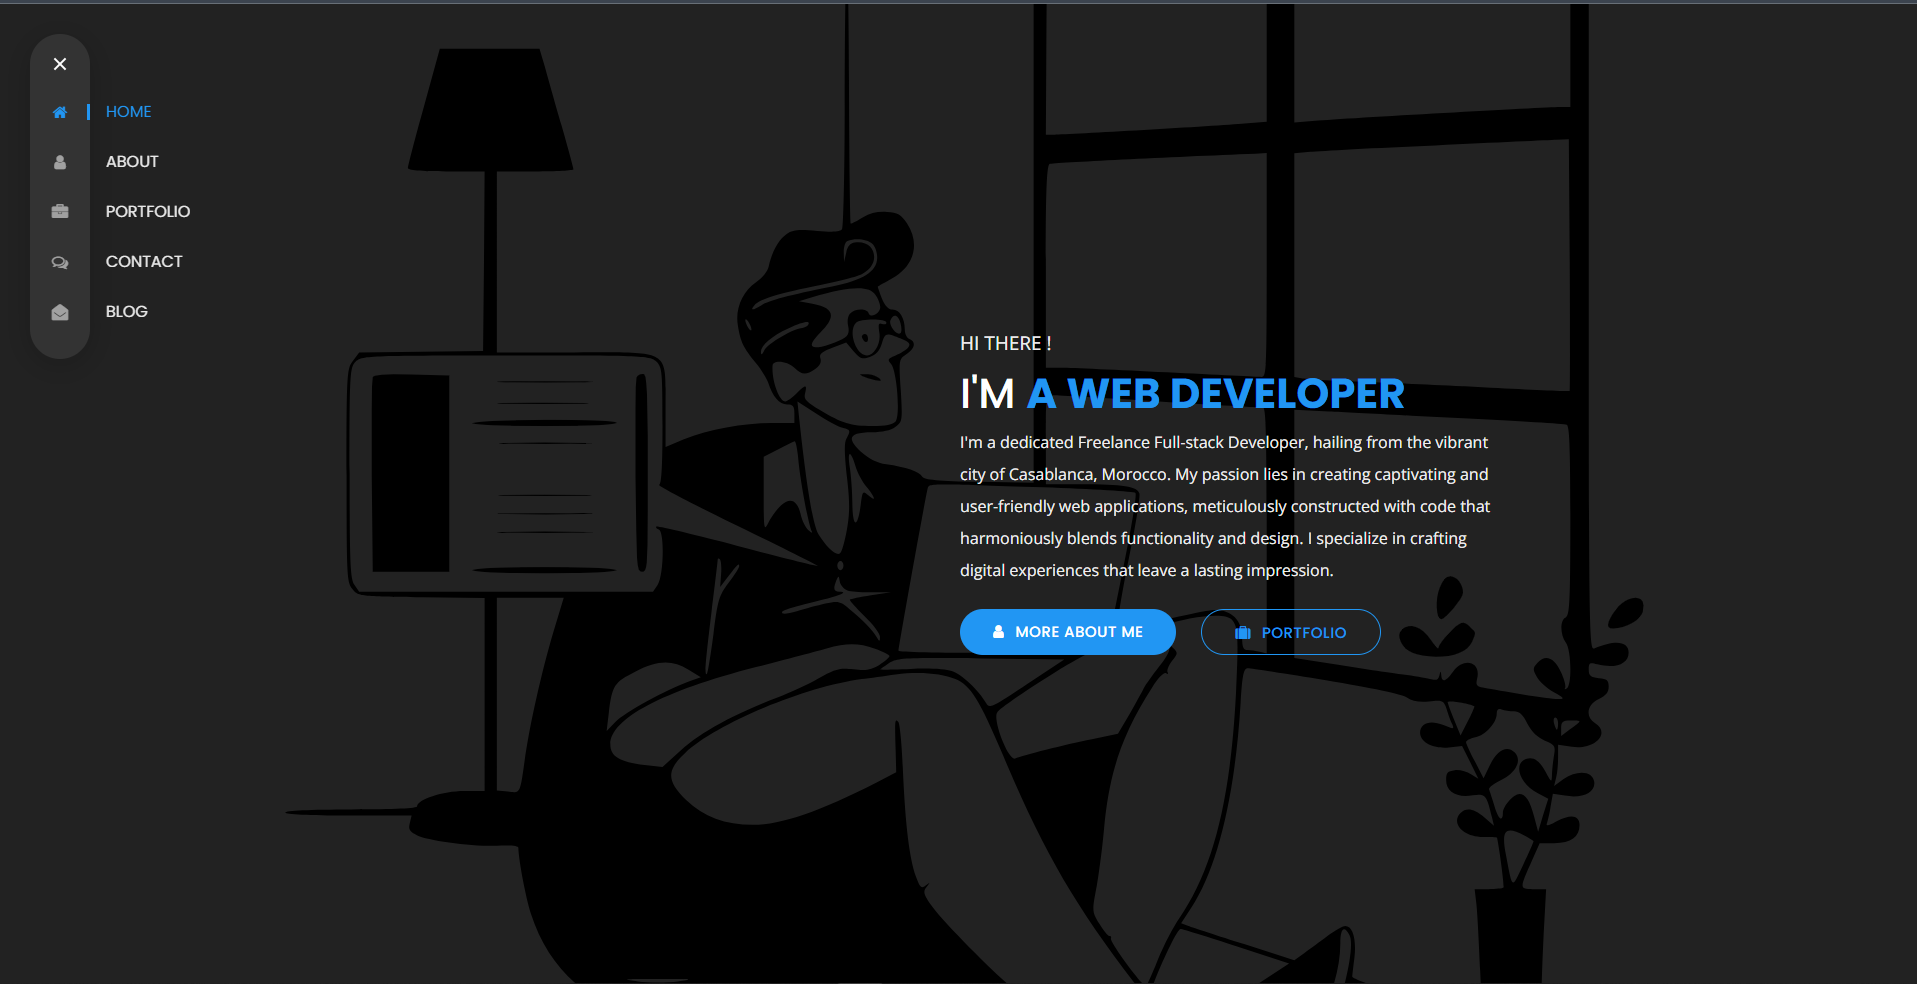 HOME
ABOUT
PORTFOLIO
CONTACT
BLOG
HI THERE !
I'M A WEB DEVELOPER
I'm a dedicated Freelance Full-stack Developer, hailing from the vibrant
city of Casablanca, Morocco. My passion lies in creating captivating and
user-friendly web applications, meticulously constructed with code that
harmoniously blends functionality and design. I specialize in crafting
digital experiences that leave a lasting impression.
MORE ABOUT ME
PORTFOLIO